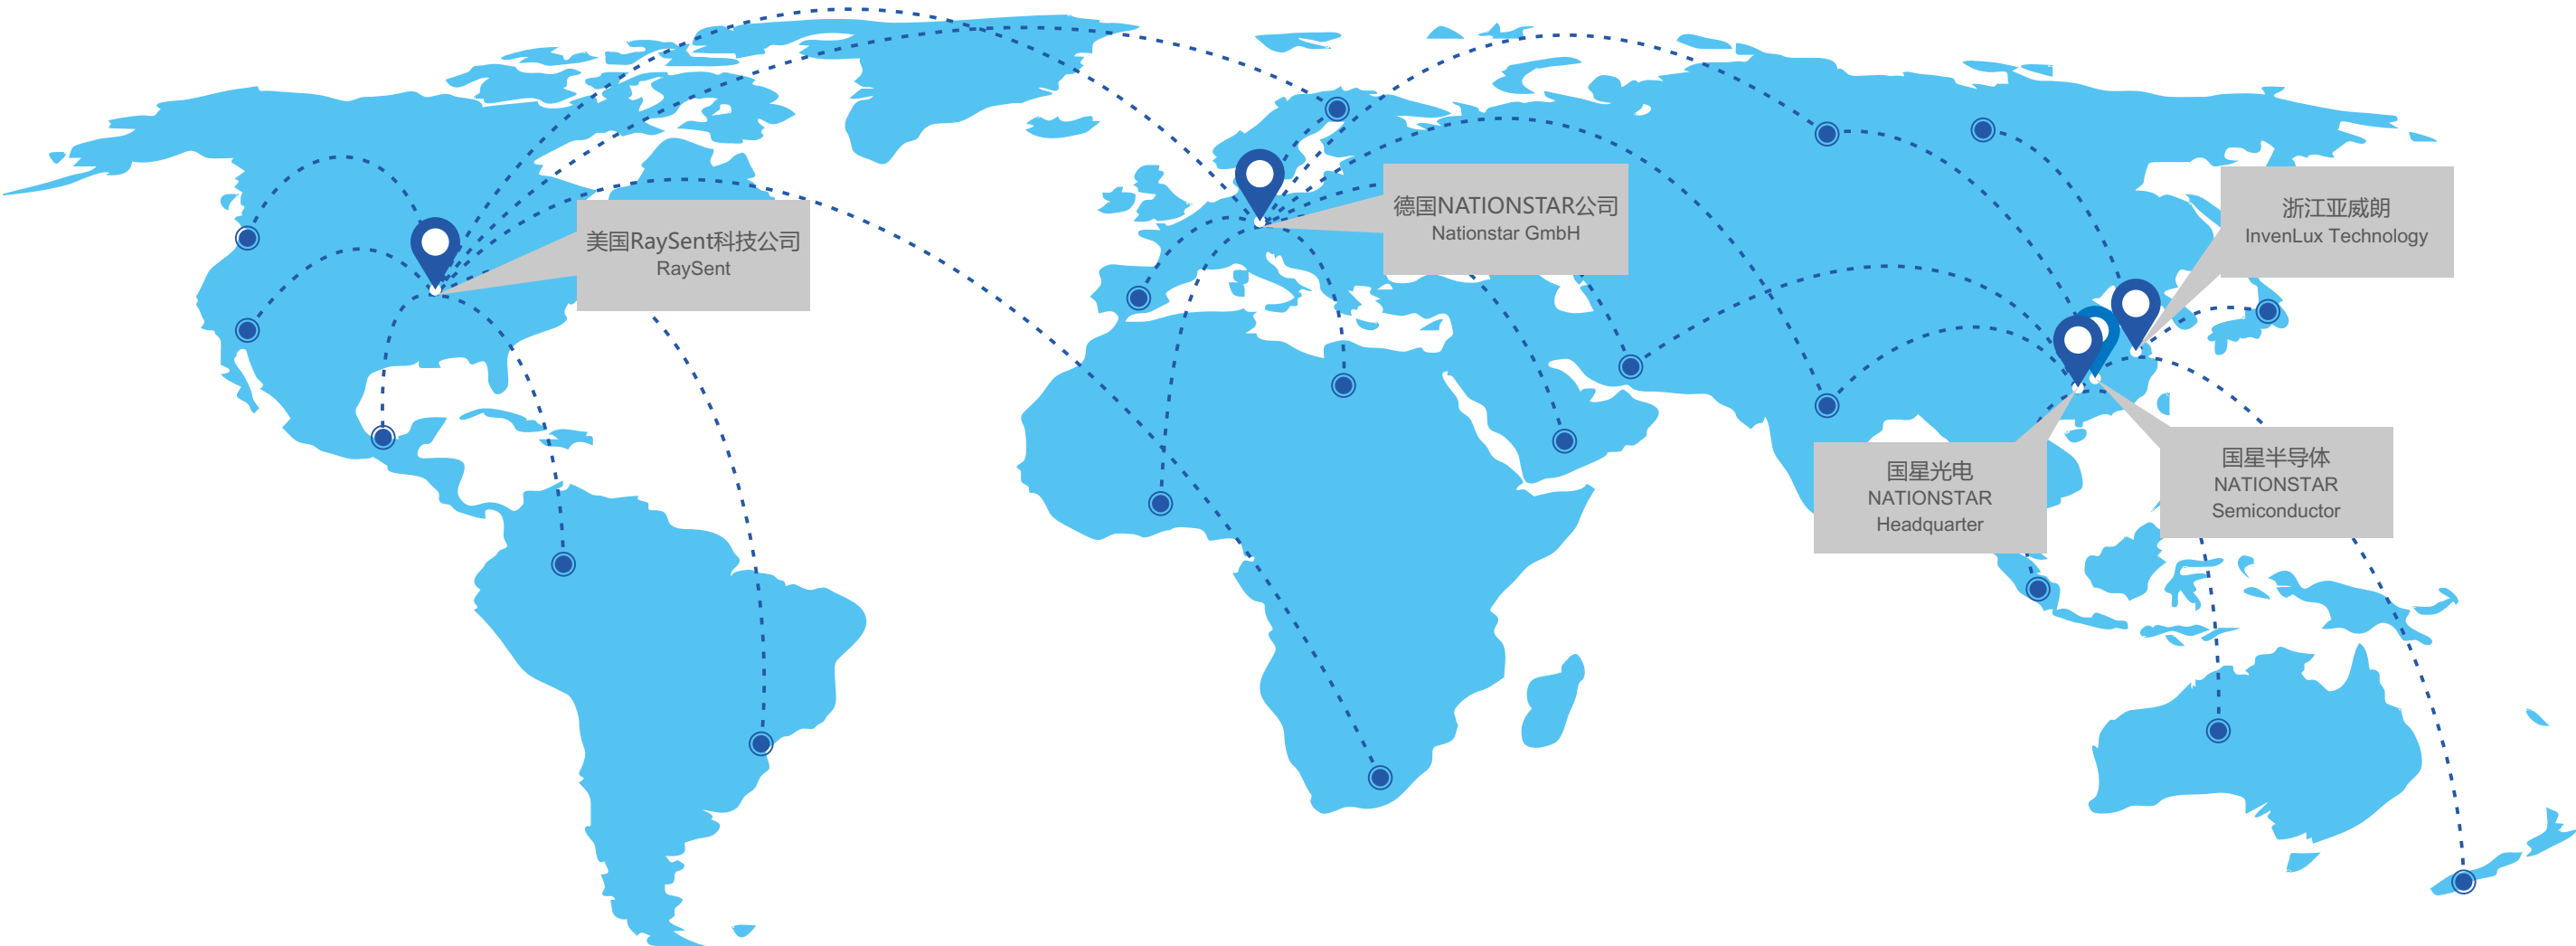 美国RaySent科技公司
RaySent
德国NATIONSTAR公司
Nationstar GmbH
浙江亚威朗
InvenLux Technology
国星光电
NATIONSTAR
Headquarter
国星半导体
NATIONSTAR
Semiconductor